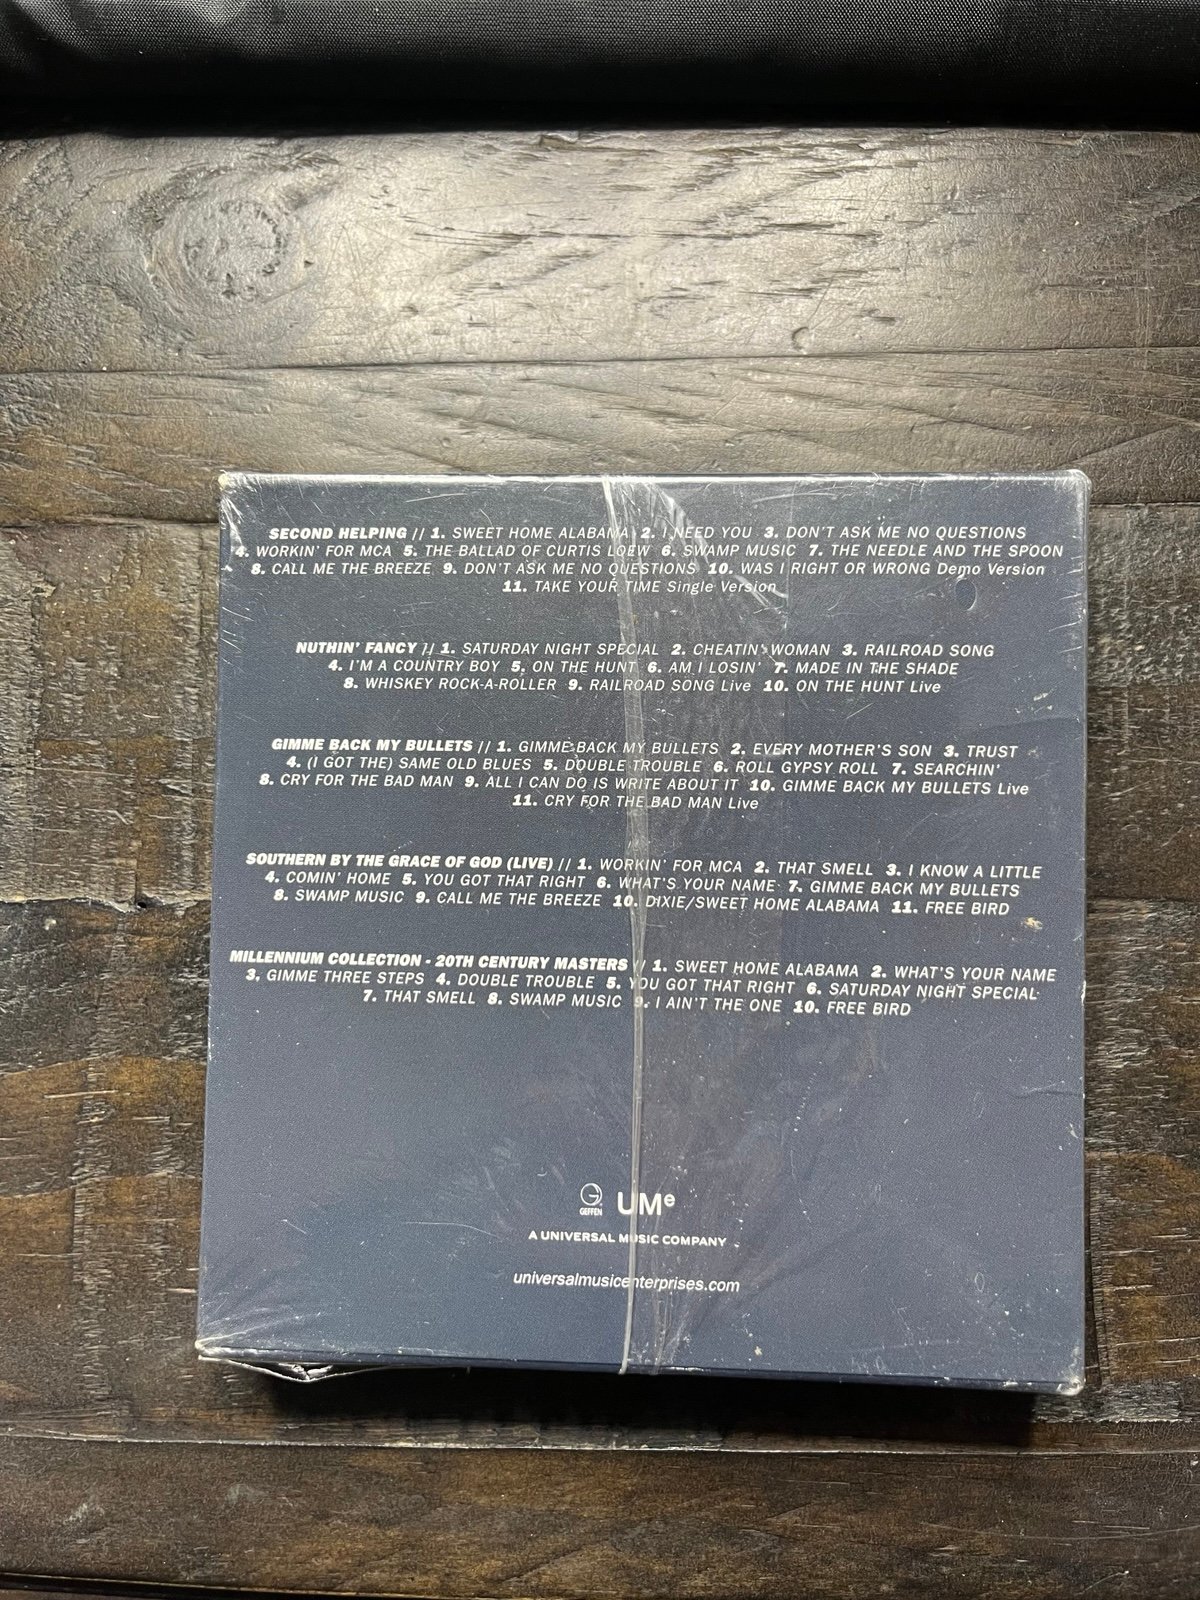 SECOND HELPING // 1. SWEET HOME ALABAMA 2. I NEED YOU 3. DON'T ASK ME NO QUESTIONS
4. WORKIN' FOR MCA 5. THE BALLAD OF CURTIS LOEW 6. SWAMP MUSIC 7. THE NEEDLE AND THE SPOON
8. CALL ME THE BREEZE 9. DON'T ASK ME NO QUESTIONS 10. WAS I RIGHT OR WRONG Demo Version
11. TAKE YOUR TIME Single Version
NUTHIN' FANCY // 1. SATURDAY NIGHT SPECIAL 2. CHEATIN' WOMAN 3. RAILROAD SONG
4. I'M A COUNTRY BOY 5. ON THE HUNT 6. AM I LOSIN' 7. MADE IN THE SHADE
8. WHISKEY ROCK-A-ROLLER 9. RAILROAD SONG Live 10. ON THE HUNT Live
GIMME BACK MY BULLETS // 1. GIMME BACK MY BULLETS 2. EVERY MOTHER'S SON 3. TRUST
4. (I GOT THE) SAME OLD BLUES 5. DOUBLE TROUBLE 6. ROLL GYPSY ROLL 7. SEARCHIN'
8. CRY FOR THE BAD MAN 9. ALL I CAN DO IS WRITE ABOUT IT 10. GIMME BACK MY BULLETS Live
11. CRY FOR THE BAD MAN Live
SOUTHERN BY THE GRACE OF GOD (LIVE) // 1. WORKIN' FOR MCA 2. THAT SMELL 3. I KNOW A LITTLE
4. COMIN' HOME 5. YOU GOT THAT RIGHT 6. WHAT'S YOUR NAME 7. GIMME BACK MY BULLETS
8. SWAMP MUSIC 9. CALL ME THE BREEZE 10. DIXIE/SWEET HOME ALABAMA 11. FREE BIRD
MILLENNIUM COLLECTION - 20TH CENTURY MASTERS // 1. SWEET HOME ALABAMA 2. WHAT'S YOUR NAME
3. GIMME THREE STEPS 4. DOUBLE TROUBLE 5. YOU GOT THAT RIGHT 6. SATURDAY NIGHT SPECIAL
7. THAT SMELL 8. SWAMP MUSIC 9. I AIN'T THE ONE 10. FREE BIRD
GEFFEN UMe
A UNIVERSAL MUSIC COMPANY
universalmusicenterprises.com